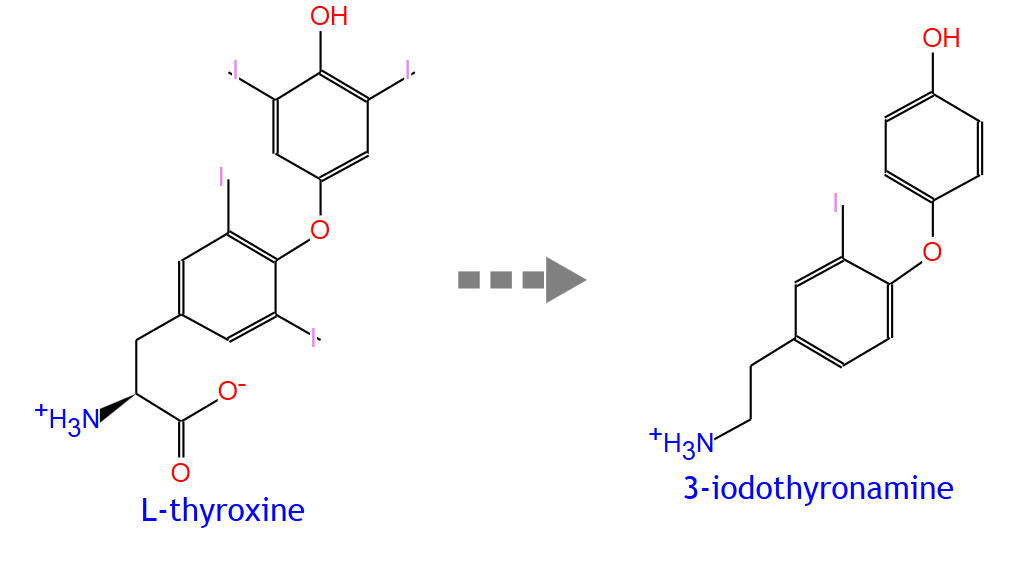 OH
I
I
I
O
I
O⁻
⁺H₃N
O
L-thyroxine
OH
I
O
⁺H₃N
3-iodothyronamine